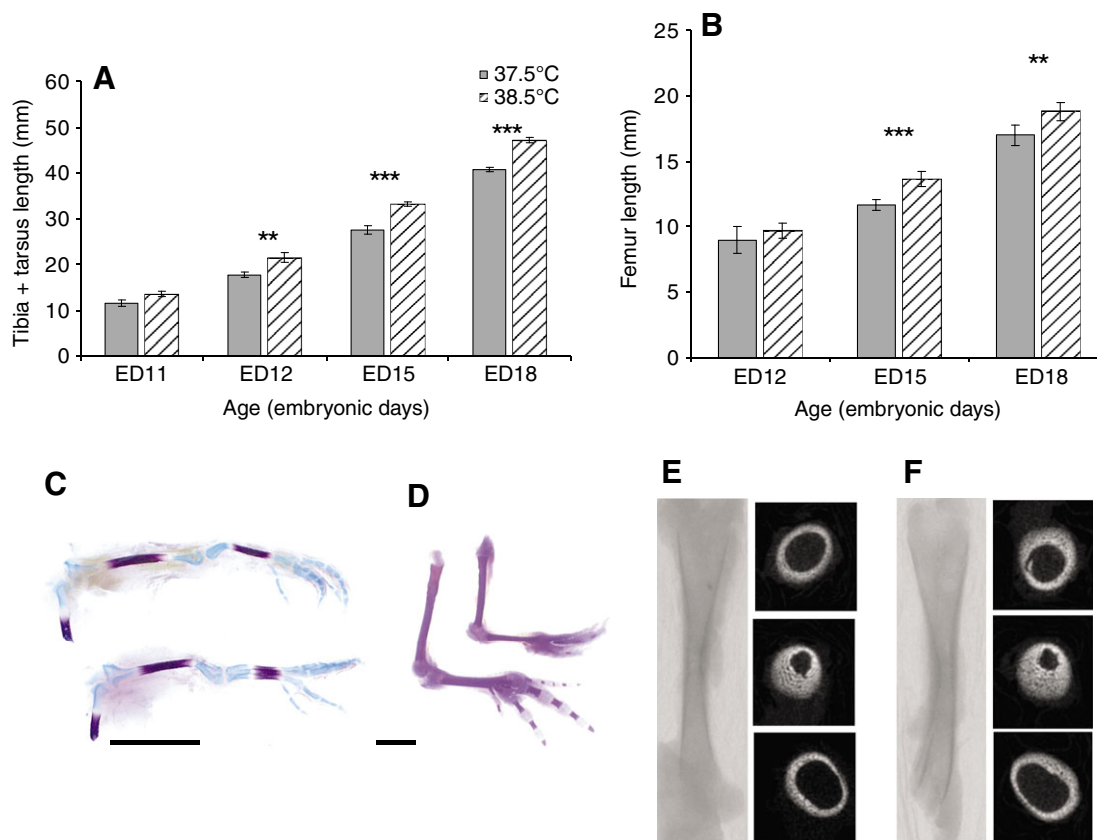 A
37.5°C
38.5°C
Tibia + tarsus length (mm)
60
50
40
30
20
10
0
**
***
***
ED11 ED12 ED15 ED18
Age (embryonic days)
B
Femur length (mm)
25
20
15
10
5
0
***
**
ED12 ED15 ED18
Age (embryonic days)
C
D
E
F